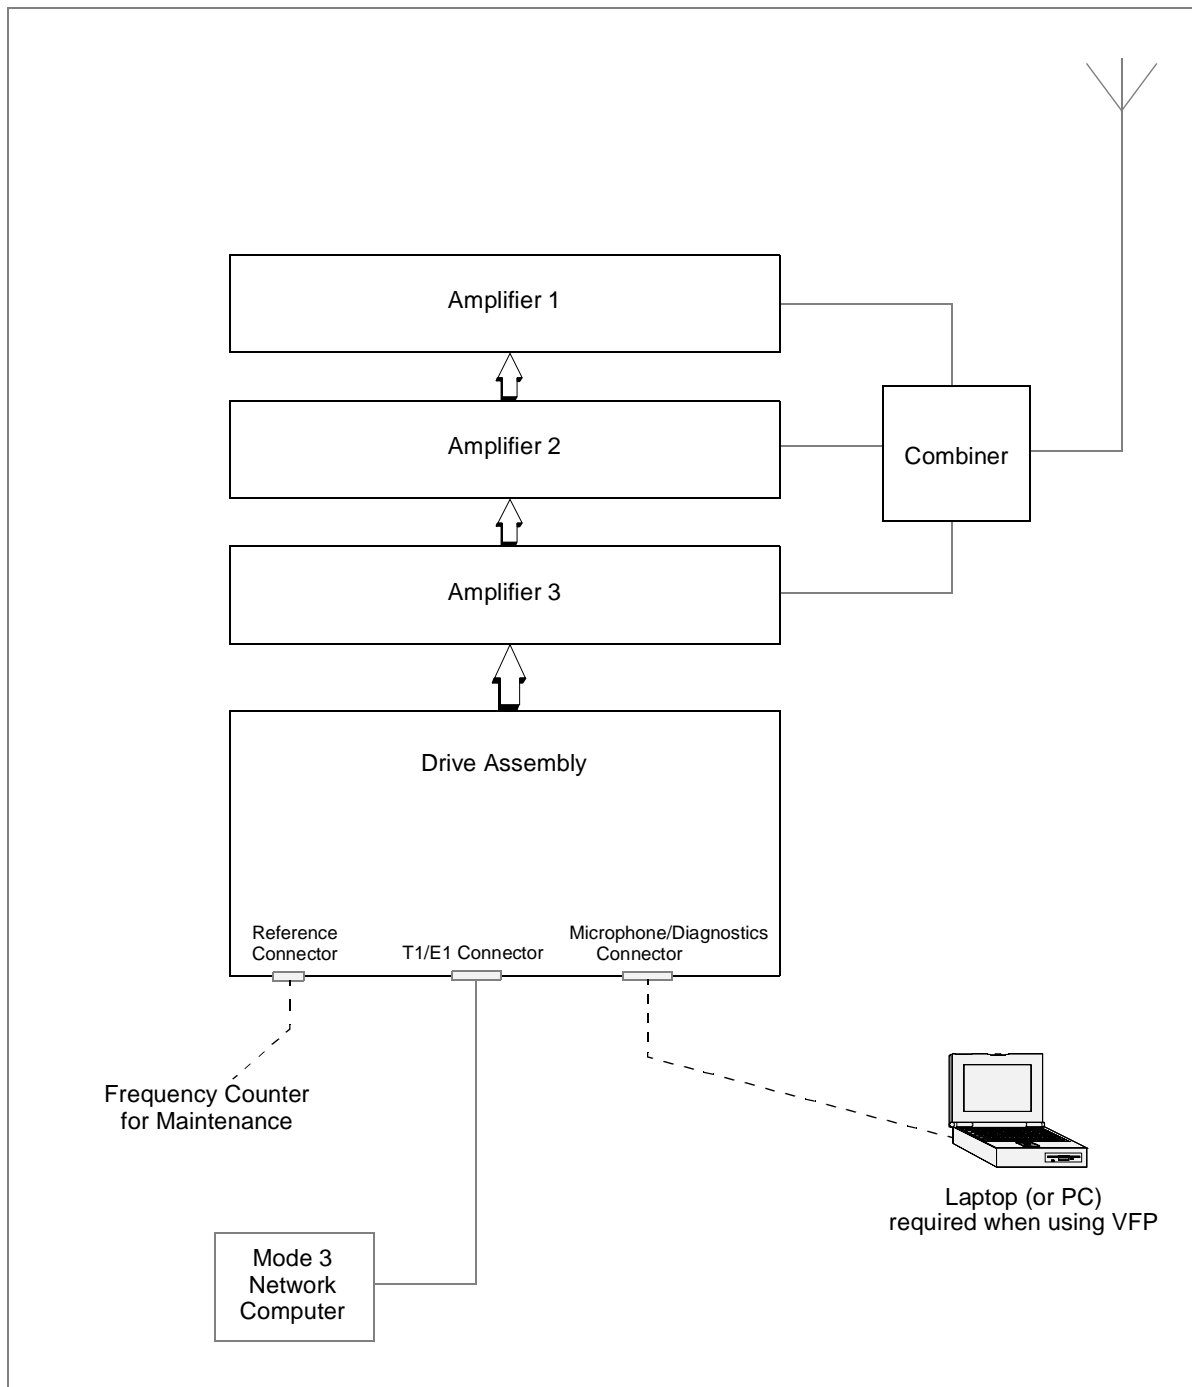 Amplifier 1
Amplifier 2
Combiner
Amplifier 3
Drive Assembly
Reference
Connector
T1/E1 Connector
Microphone/Diagnostics
Connector
Frequency Counter
for Maintenance
Laptop (or PC)
required when using VFP
Mode 3
Network
Computer